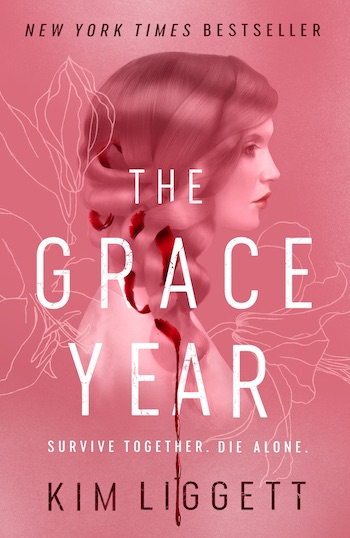 NEW YORK TIMES BESTSELLER
THE
GRACE
YEAR
SURVIVE TOGETHER. DIE ALONE.
KIM LIGGETT